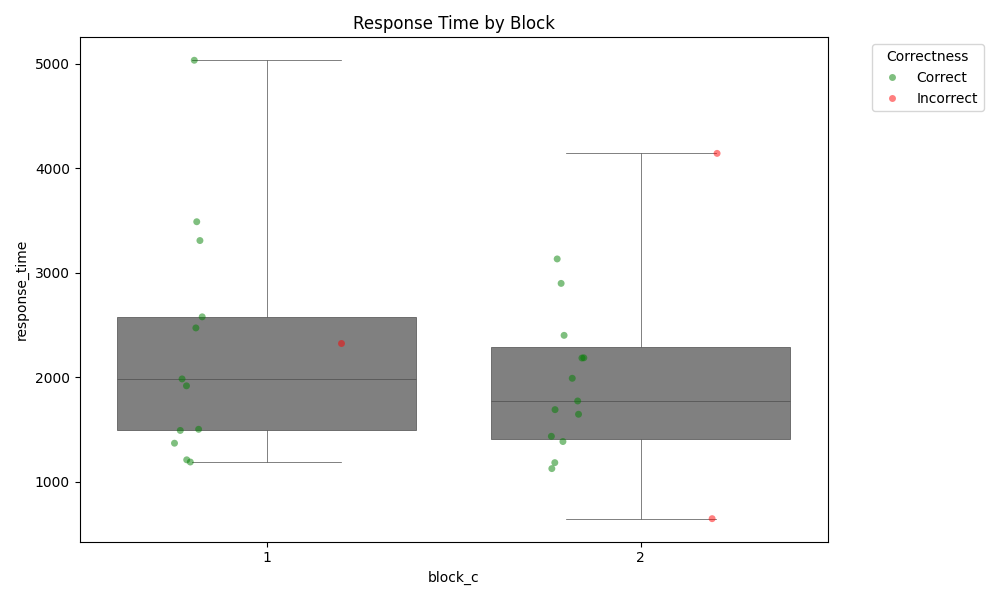 Response Time by Block
Correctness
Correct
Incorrect
5000
4000
3000
2000
1000
response_time
1
2
block_c